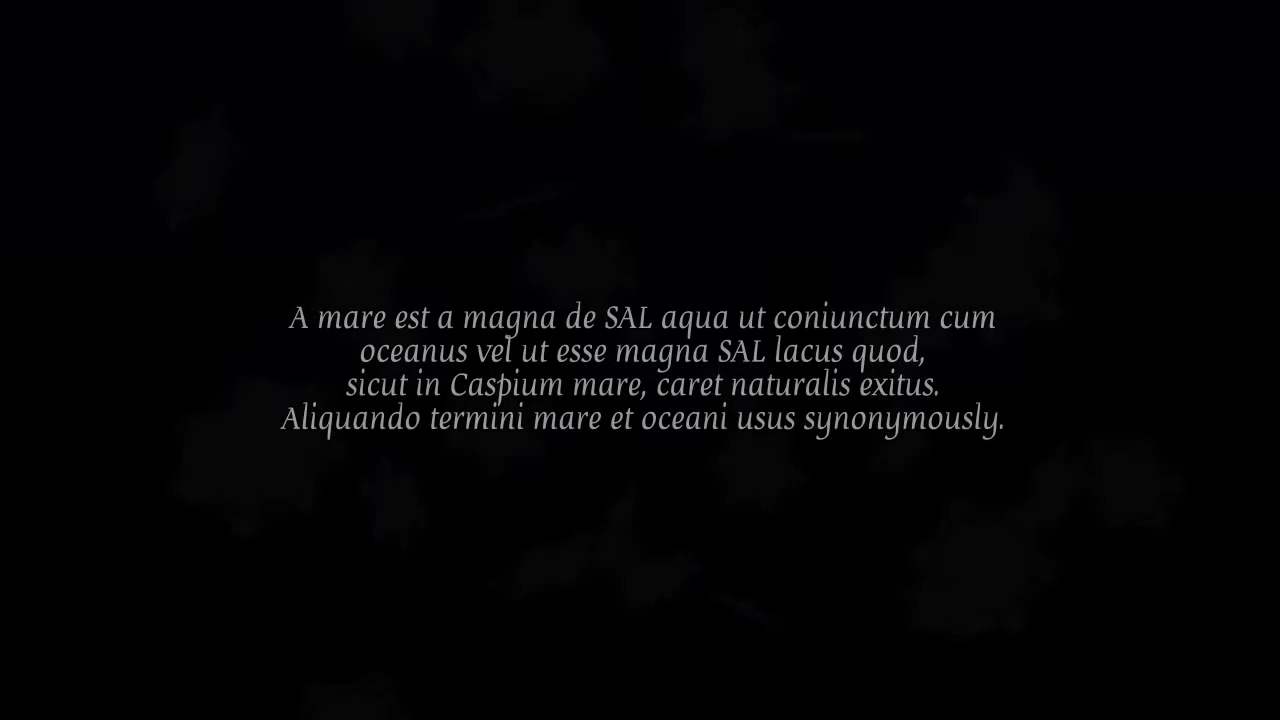 A mare est a magna de SAL aqua ut coniunctum cum
oceanus vel ut esse magna SAL lacus quod,
sicut in Caspium mare, caret naturalis exitus.
Aliquando termini mare et oceani usus synonymously.